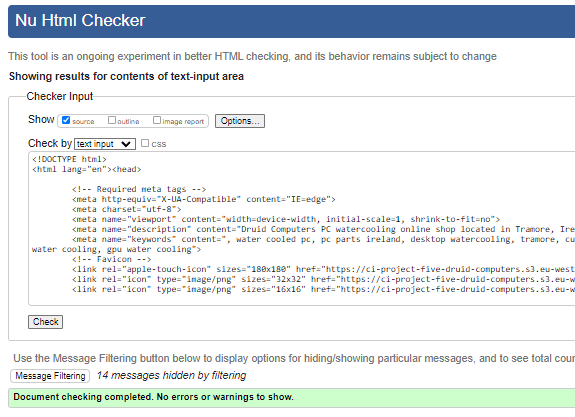 Nu Html Checker
This tool is an ongoing experiment in better HTML checking, and its behavior remains subject to change
Showing results for contents of text-input area
Checker Input
Show source outline image report Options...
Check by text input css
<!DOCTYPE html>
<html lang="en"><head>
<!-- Required meta tags -->
<meta http-equiv="X-UA-Compatible" content="IE=edge">
<meta charset="utf-8">
<meta name="viewport" content="width=device-width, initial-scale=1, shrink-to-fit=no">
<meta name="description" content="Druid Computers PC watercooling online shop located in Tramore, Ire
<meta name="keywords" content=", water cooled pc, pc parts ireland, desktop watercooling, tramore, cu
water cooling, gpu water cooling">
<!-- Favicon -->
<link rel="apple-touch-icon" sizes="180x180" href="https://ci-project-five-druid-computers.s3.eu-west
<link rel="icon" type="image/png" sizes="32x32" href="https://ci-project-five-druid-computers.s3.eu-w
<link rel="icon" type="image/png" sizes="16x16" href="https://ci-project-five-druid-computers.s3.eu-w
Check
Use the Message Filtering button below to display options for hiding/showing particular messages, and to see total coun
Message Filtering 14 messages hidden by filtering
Document checking completed. No errors or warnings to show.